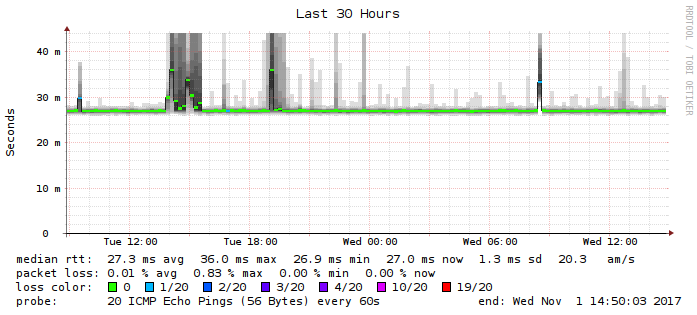 Last 30 Hours
RRDTOOL / TOBI OETIKER
Seconds
40 m
30 m
20 m
10 m
0
Tue 12:00 Tue 18:00 Wed 00:00 Wed 06:00 Wed 12:00
median rtt: 27.3 ms avg 36.0 ms max 26.9 ms min 27.0 ms now 1.3 ms sd 20.3 am/s
packet loss: 0.01 % avg 0.83 % max 0.00 % min 0.00 % now
loss color: 0 1/20 2/20 3/20 4/20 10/20 19/20
probe: 20 ICMP Echo Pings (56 Bytes) every 60s end: Wed Nov 1 14:50:03 2017